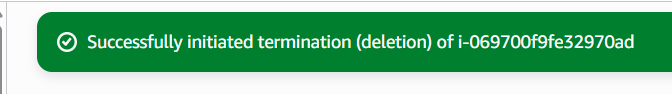 Successfully initiated termination (deletion) of i-069700f9fe32970ad